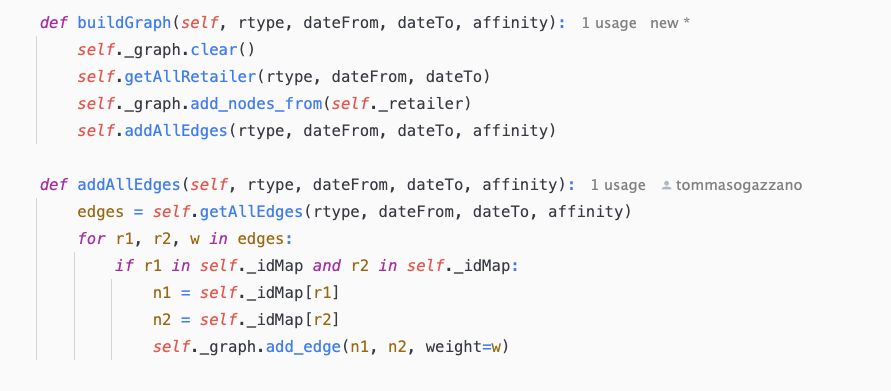 def buildGraph(self, rtype, dateFrom, dateTo, affinity): 1 usage new *
    self._graph.clear()
    self.getAllRetailer(rtype, dateFrom, dateTo)
    self._graph.add_nodes_from(self._retailer)
    self.addAllEdges(rtype, dateFrom, dateTo, affinity)

def addAllEdges(self, rtype, dateFrom, dateTo, affinity): 1 usage tommasogazzano
    edges = self.getAllEdges(rtype, dateFrom, dateTo, affinity)
    for r1, r2, w in edges:
        if r1 in self._idMap and r2 in self._idMap:
            n1 = self._idMap[r1]
            n2 = self._idMap[r2]
            self._graph.add_edge(n1, n2, weight=w)